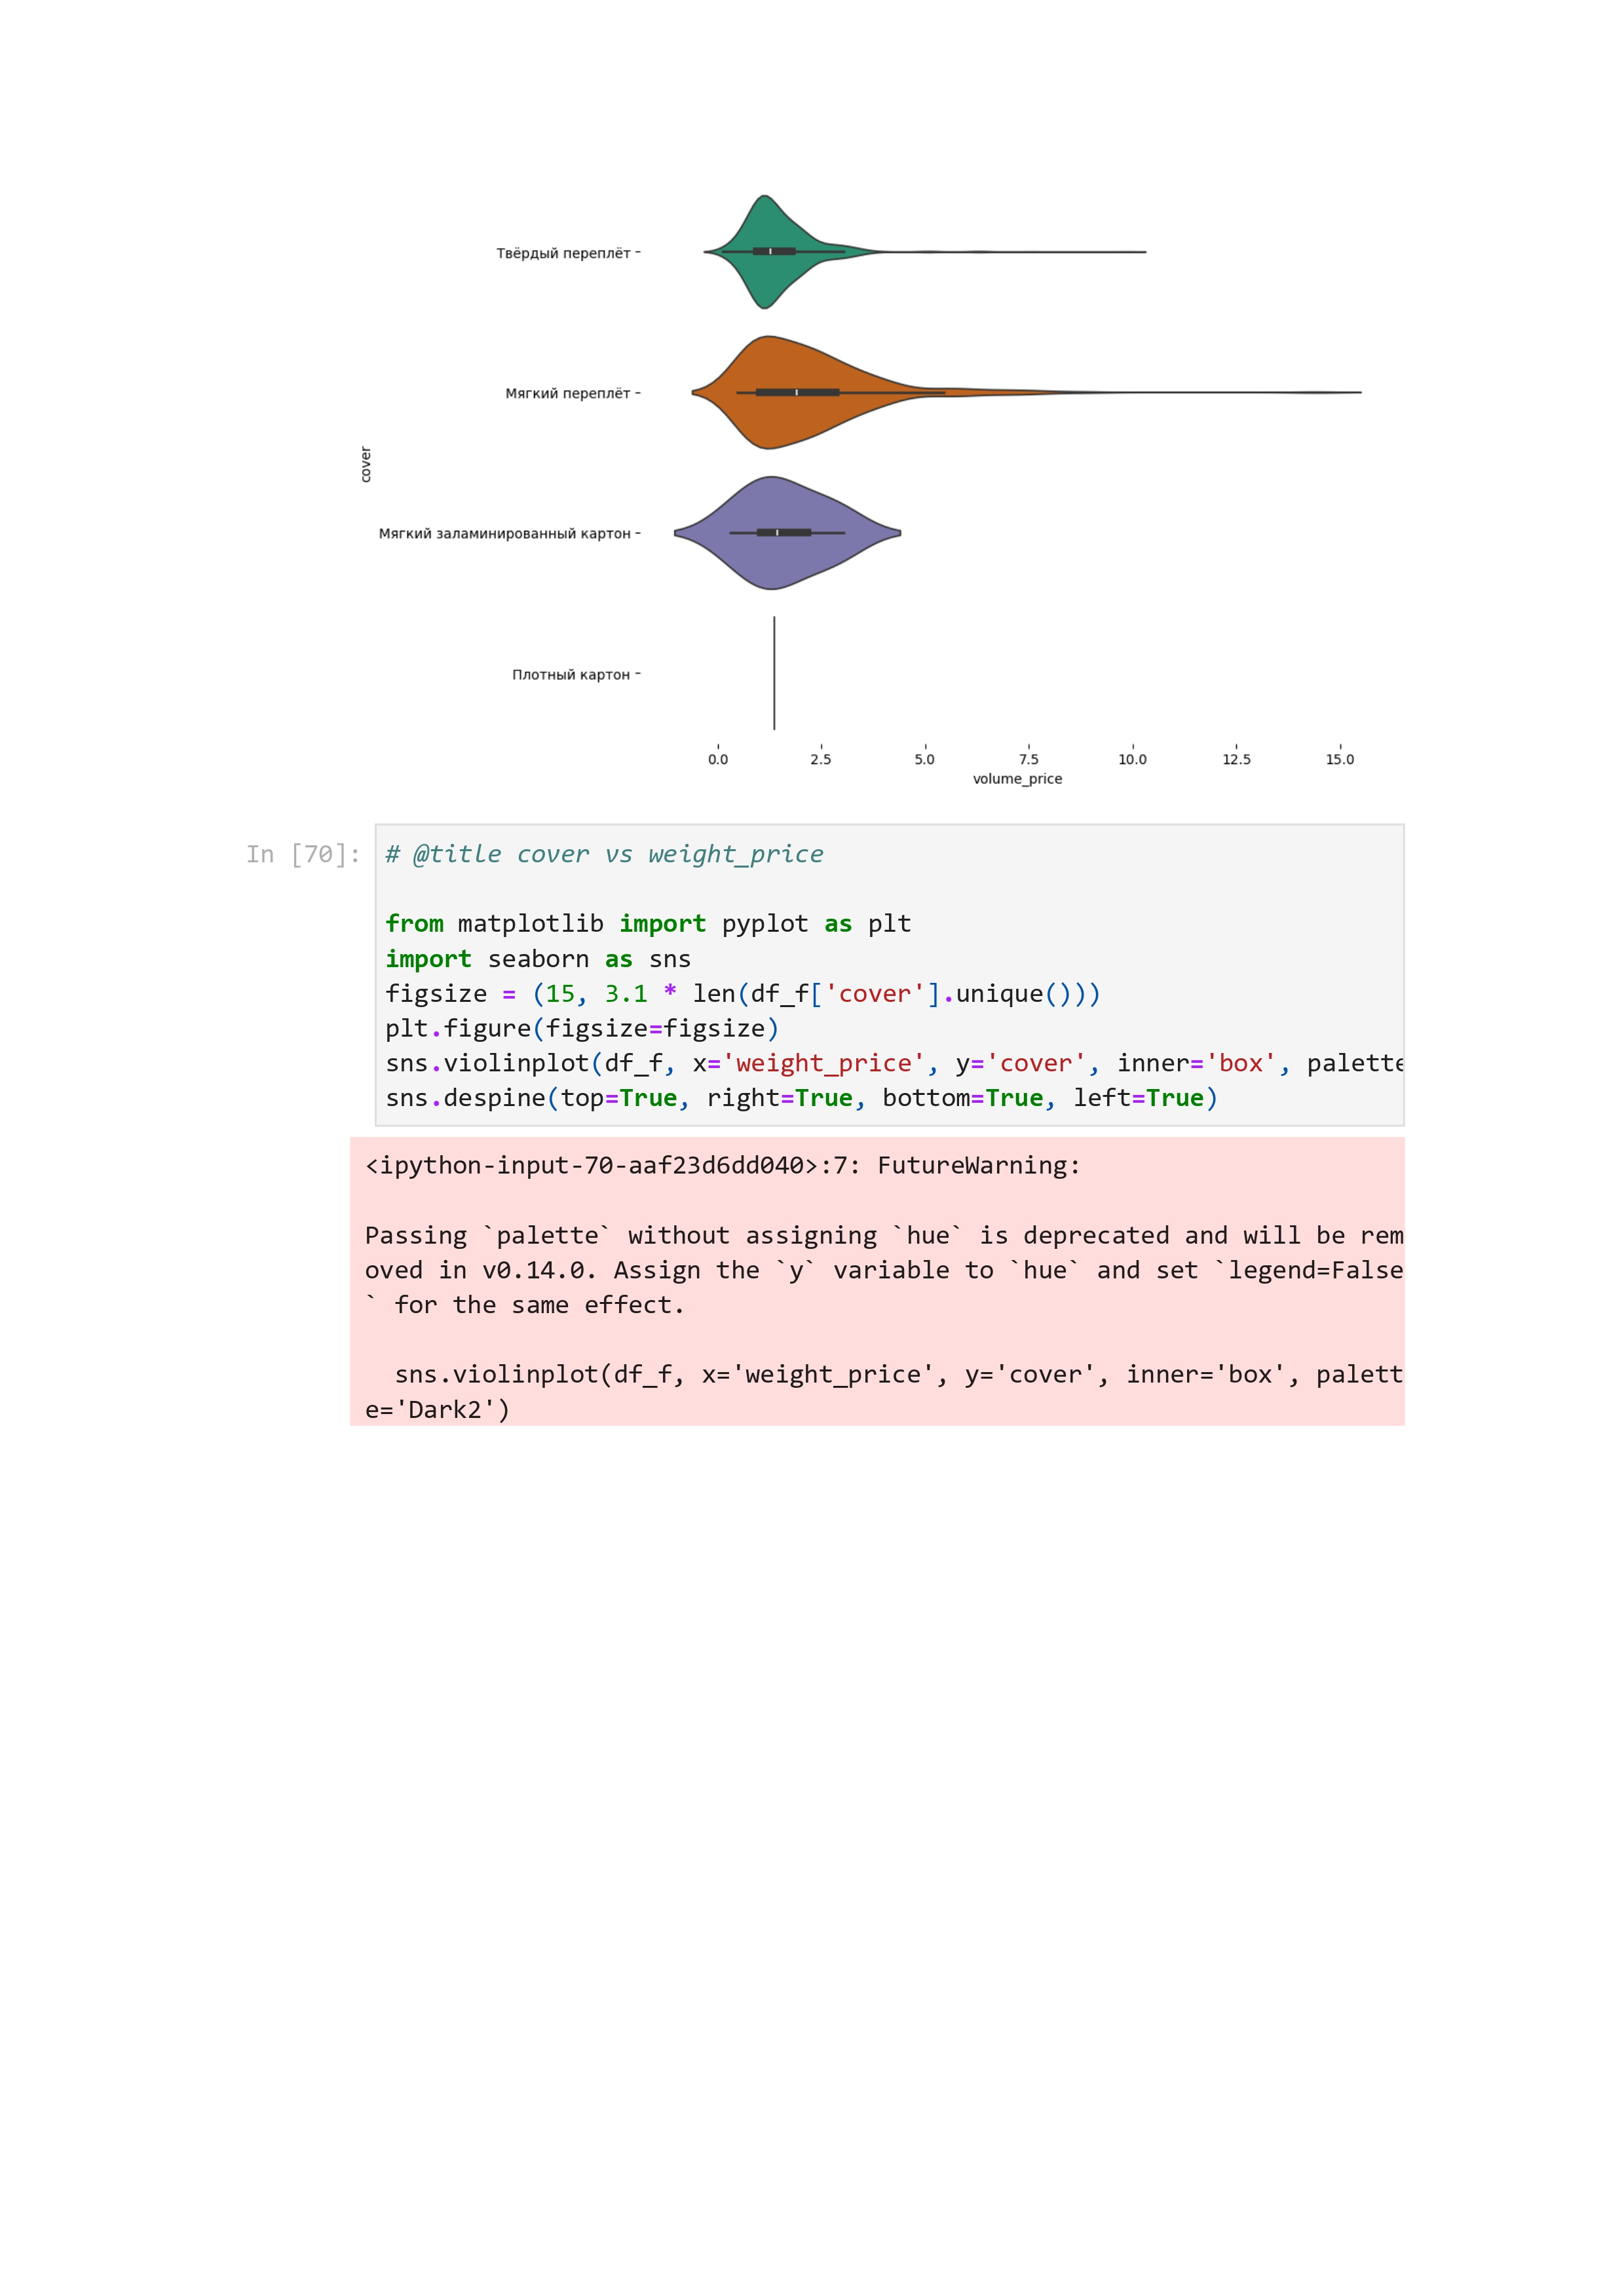 Твёрдый переплёт
Мягкий переплёт
cover
Мягкий заламинированный картон
Плотный картон
0.0 2.5 5.0 7.5 10.0 12.5 15.0
volume_price
In [70]:
# @title cover vs weight_price
from matplotlib import pyplot as plt
import seaborn as sns
figsize = (15, 3.1 * len(df_f['cover'].unique()))
plt.figure(figsize=figsize)
sns.violinplot(df_f, x='weight_price', y='cover', inner='box', palette
sns.despine(top=True, right=True, bottom=True, left=True)
<ipython-input-70-aaf23d6dd040>:7: FutureWarning:
Passing `palette` without assigning `hue` is deprecated and will be rem
oved in v0.14.0. Assign the `y` variable to `hue` and set `legend=False
` for the same effect.
sns.violinplot(df_f, x='weight_price', y='cover', inner='box', palett
e='Dark2')